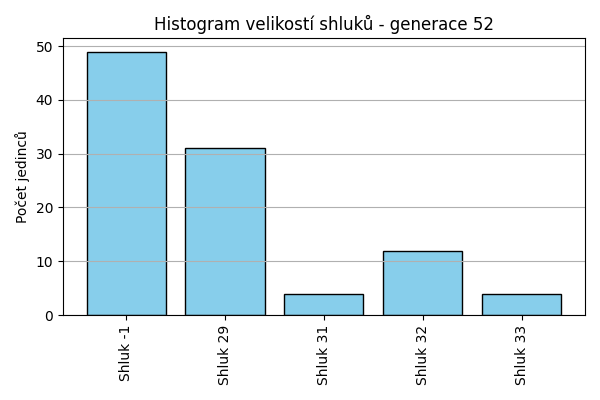 Histogram velikostí shluků - generace 52
Počet jedinců
50
40
30
20
10
0
Shluk -1
Shluk 29
Shluk 31
Shluk 32
Shluk 33